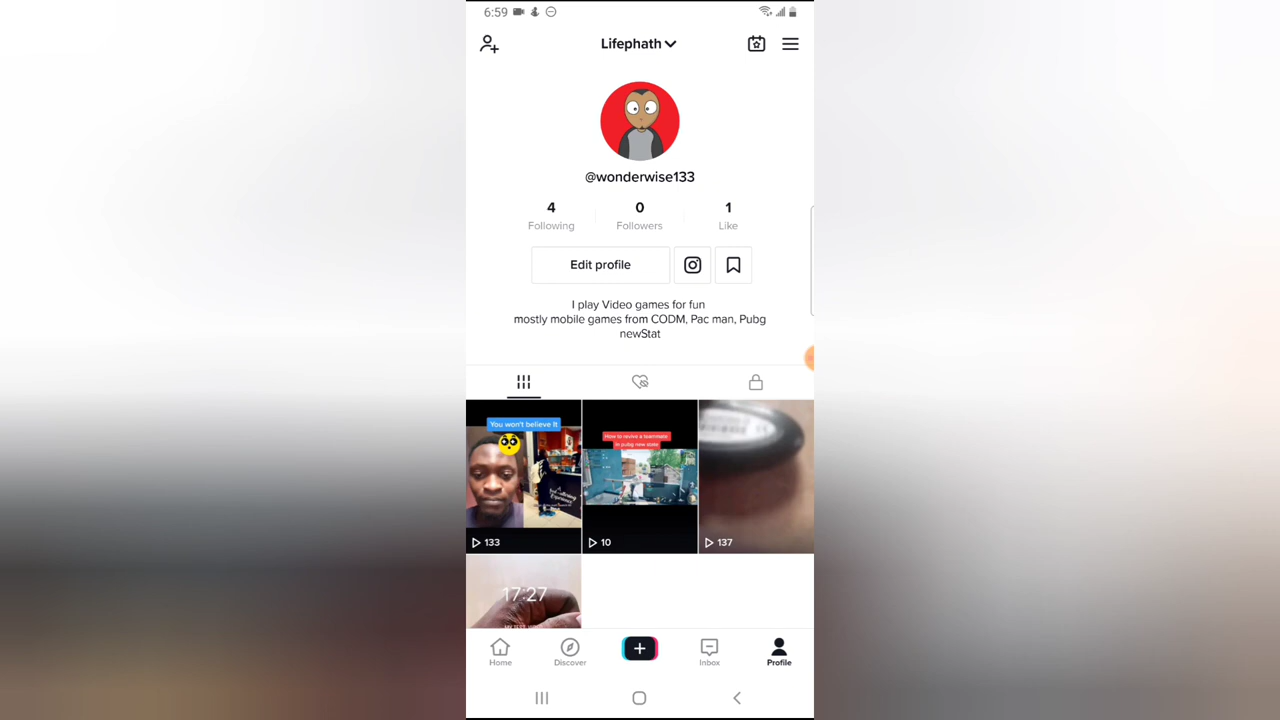 6:59
Lifephath
@wonderwise133
4
0
1
Following
Followers
Like
Edit profile
I play Video games for fun
mostly mobile games from CODM, Pac man, Pubg
newStat
You won't believe It
133
How to revive a teammate
in pubg new state
10
137
17:27
Home
Discover
Inbox
Profile